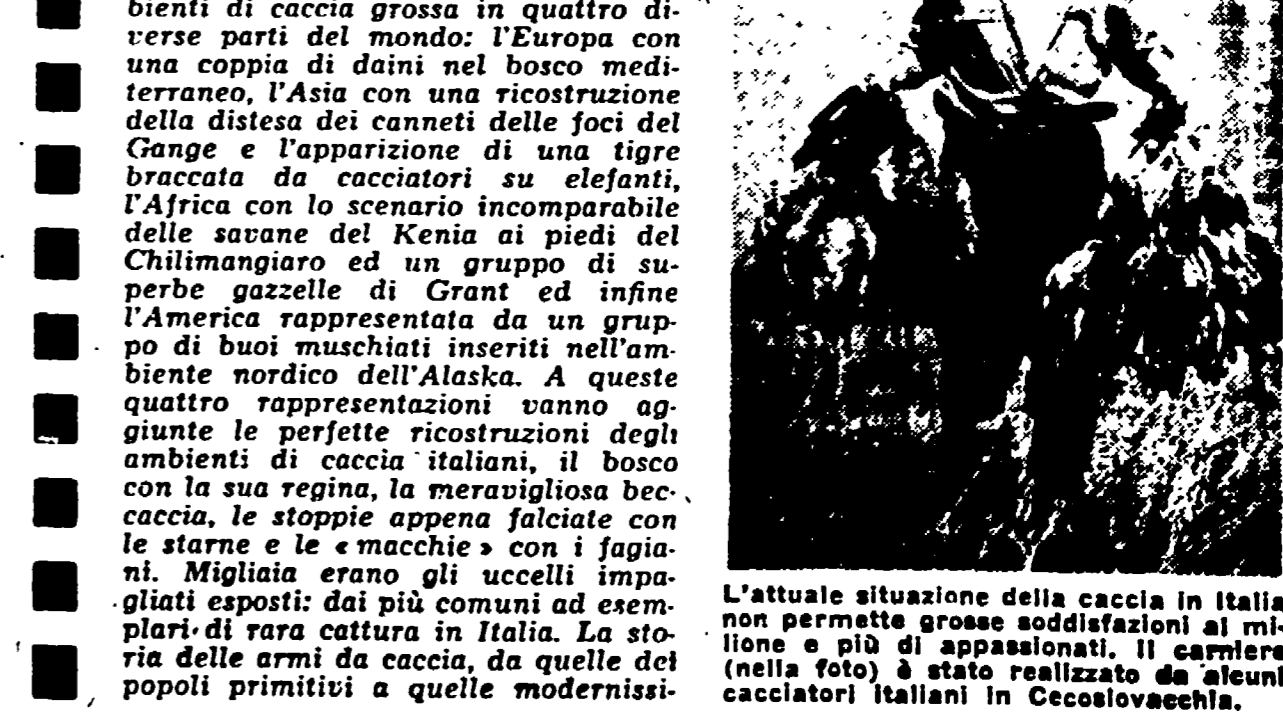 bienti di caccia grossa in quattro di-
verse parti del mondo: l'Europa con
una coppia di daini nel bosco medi-
terraneo, l'Asia con una ricostruzione
della distesa dei canneti delle foci del
Gange e l'apparizione di una tigre
braccata da cacciatori su elefanti,
l'Africa con lo scenario incomparabile
delle savane del Kenia ai piedi del
Chilimangiaro ed un gruppo di su-
perbe gazzelle di Grant ed infine
l'America rappresentata da un grup-
po di buoi muschiati inseriti nell'am-
biente nordico dell'Alaska. A queste
quattro rappresentazioni vanno ag-
giunte le perfette ricostruzioni degli
ambienti di caccia italiani, il bosco
con la sua regina, la meravigliosa bec-
caccia, le stoppie appena falciate con
le starne e le «macchie» con i fagia-
ni. Migliaia erano gli uccelli impa-
gliati esposti: dai più comuni ad esem-
plari di rara cattura in Italia. La sto-
ria delle armi da caccia, da quelle dei
popoli primitivi a quelle modernissi-
L'attuale situazione della caccia in Italia
non permette grosse soddisfazioni al mi-
lione e più di appassionati. Il carniere
(nella foto) è stato realizzato da alcuni
cacciatori italiani in Cecoslovacchia.